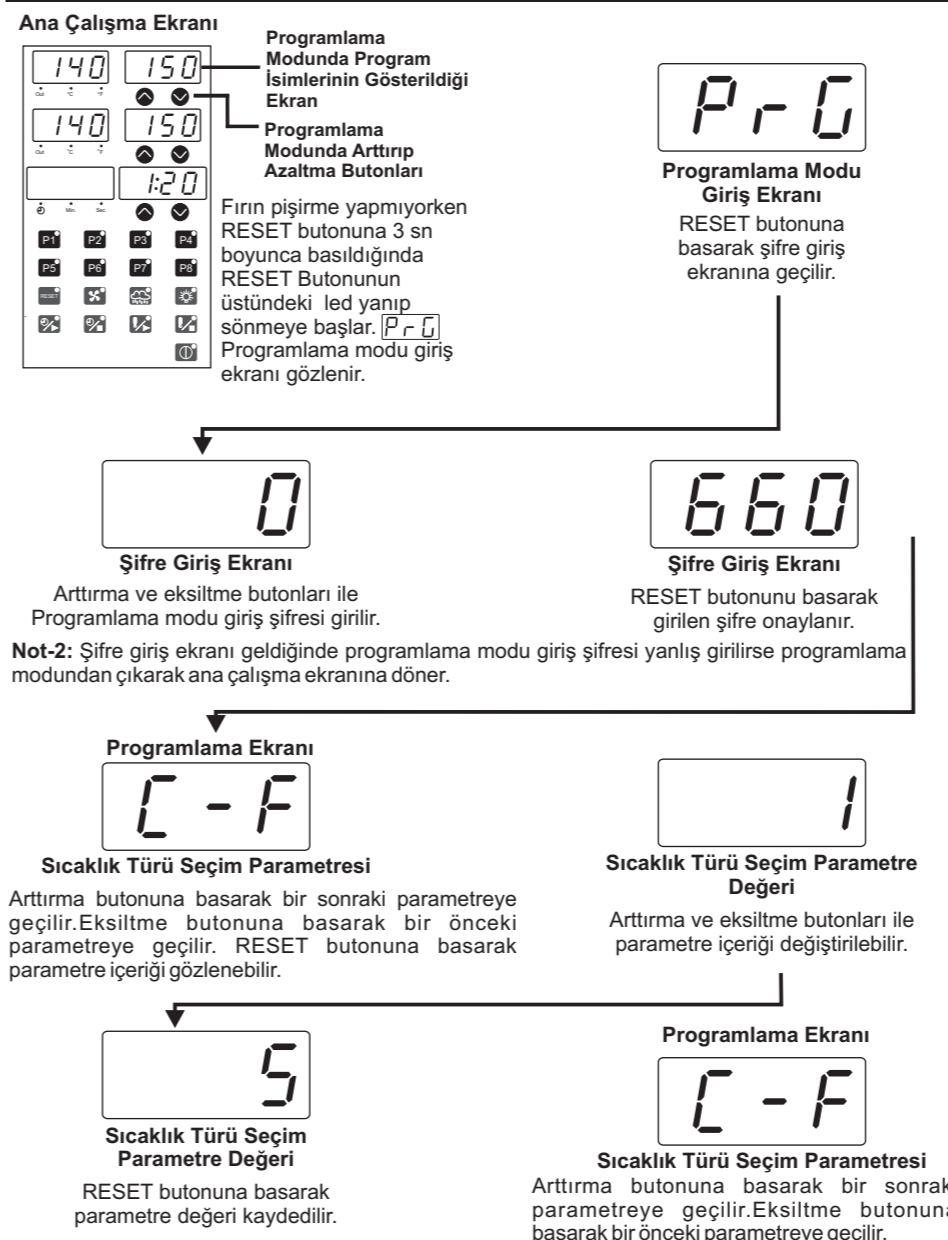 Ana Çalışma Ekranı
140 150
Out °C °F
140 150
Out °C °F
1:20
Min. Sec.
P1 P2 P3 P4
P5 P6 P7 P8
RESET
Programlama
Modunda Program
İsimlerinin Gösterildiği
Ekran
Programlama
Modunda Arttırıp
Azaltma Butonları
Fırın pişirme yapmıyorken
RESET butonuna 3 sn
boyunca basıldığında
RESET Butonunun
üstündeki led yanıp
sönmeye başlar. PrG
Programlama modu giriş
ekranı gözlenir.
PrG
Programlama Modu
Giriş Ekranı
RESET butonuna
basarak şifre giriş
ekranına geçilir.
0
Şifre Giriş Ekranı
Arttırma ve eksiltme butonları ile
Programlama modu giriş şifresi girilir.
660
Şifre Giriş Ekranı
RESET butonunu basarak
girilen şifre onaylanır.
Not-2: Şifre giriş ekranı geldiğinde programlama modu giriş şifresi yanlış girilirse programlama
modundan çıkarak ana çalışma ekranına döner.
Programlama Ekranı
C-F
Sıcaklık Türü Seçim Parametresi
Arttırma butonuna basarak bir sonraki parametreye
geçilir.Eksiltme butonuna basarak bir önceki
parametreye geçilir. RESET butonuna basarak
parametre içeriği gözlenebilir.
1
Sıcaklık Türü Seçim Parametre
Değeri
Arttırma ve eksiltme butonları ile
parametre içeriği değiştirilebilir.
5
Sıcaklık Türü Seçim
Parametre Değeri
RESET butonuna basarak
parametre değeri kaydedilir.
Programlama Ekranı
C-F
Sıcaklık Türü Seçim Parametresi
Arttırma butonuna basarak bir sonrak
parametreye geçilir.Eksiltme butonuna
basarak bir önceki parametreye geçilir.